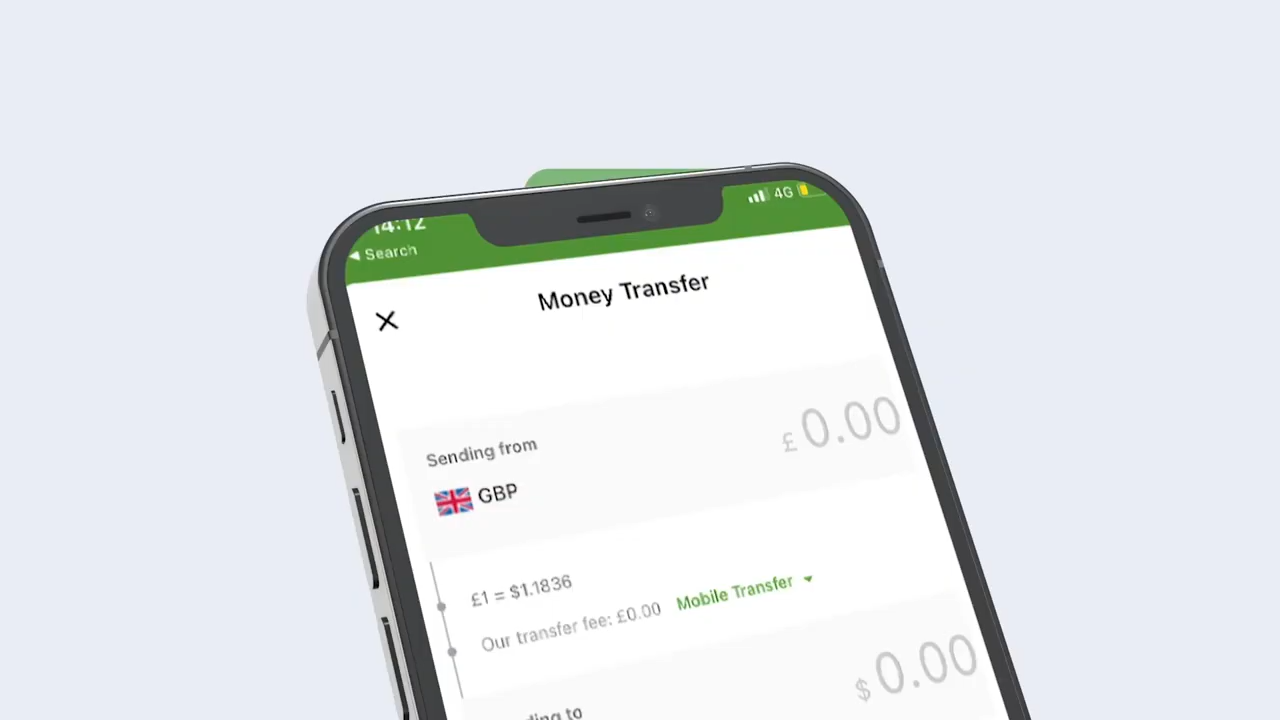 14:12
4G
Search
Money Transfer
Sending from
£ 0.00
GBP
£1 = $1.1836
Our transfer fee: £0.00 Mobile Transfer
$ 0.00
to